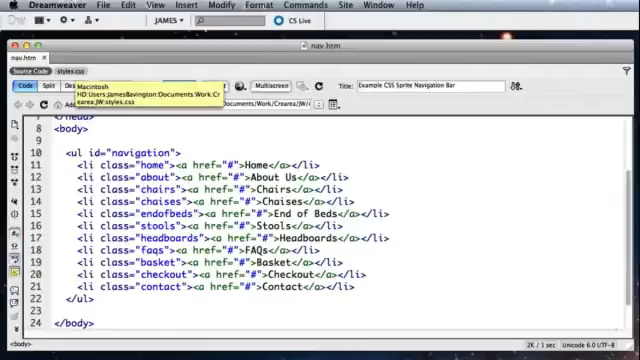 Dreamweaver File Edit View Insert Modify Format Commands Site Window Help
Dw JAMES CS Live
nav.htm
nav.htm
Source Code styles.css
Code Split Multiscreen Title: Example CSS Sprite Navigation Bar
Macintosh
HD:Users:JamesBavington:Documents:Work:Cr
earea.JW:styles.css
Documents/Work/Crearea/JW/
7 </head>
8 <body>
9
10 <ul id="navigation">
11 <li class="home"><a href="#">Home</a></li>
12 <li class="about"><a href="#">About Us</a></li>
13 <li class="chairs"><a href="#">Chairs</a></li>
14 <li class="chaises"><a href="#">Chaises</a></li>
15 <li class="endofbeds"><a href="#">End of Beds</a></li>
16 <li class="stools"><a href="#">Stools</a></li>
17 <li class="headboards"><a href="#">Headboards</a></li>
18 <li class="faqs"><a href="#">FAQs</a></li>
19 <li class="basket"><a href="#">Basket</a></li>
20 <li class="checkout"><a href="#">Checkout</a></li>
21 <li class="contact"><a href="#">Contact</a></li>
22 </ul>
23
24 </body>
<body> 2K / 1 sec Unicode 6.0 UTF-8